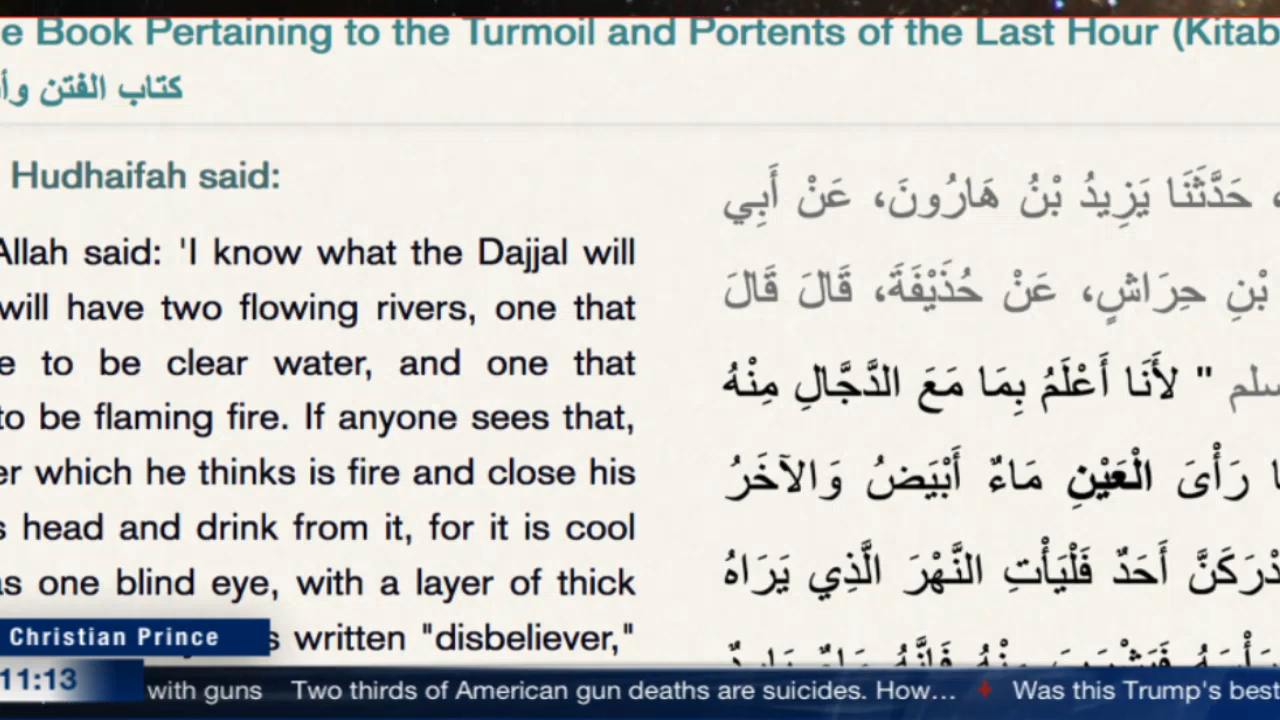 e Book Pertaining to the Turmoil and Portents of the Last Hour (Kitab
كتاب الفتن وأ
Hudhaifah said:
Allah said: 'I know what the Dajjal will
will have two flowing rivers, one that
e to be clear water, and one that
to be flaming fire. If anyone sees that,
er which he thinks is fire and close his
s head and drink from it, for it is cool
as one blind eye, with a layer of thick
s written "disbeliever,"
، حَدَّثَنَا يَزِيدُ بْنُ هَارُونَ، عَنْ أَبِي
بْنِ حِرَاشٍ، عَنْ حُذَيْفَةَ، قَالَ قَالَ
سلم " لأَنَا أَعْلَمُ بِمَا مَعَ الدَّجَّالِ مِنْهُ
ا رَأْىَ الْعَيْنِ مَاءٌ أَبْيَضُ وَالآخَرُ
دْرَكَنَّ أَحَدٌ فَلْيَأْتِ النَّهْرَ الَّذِي يَرَاهُ
Christian Prince
11:13
with guns Two thirds of American gun deaths are suicides. How... Was this Trump's best